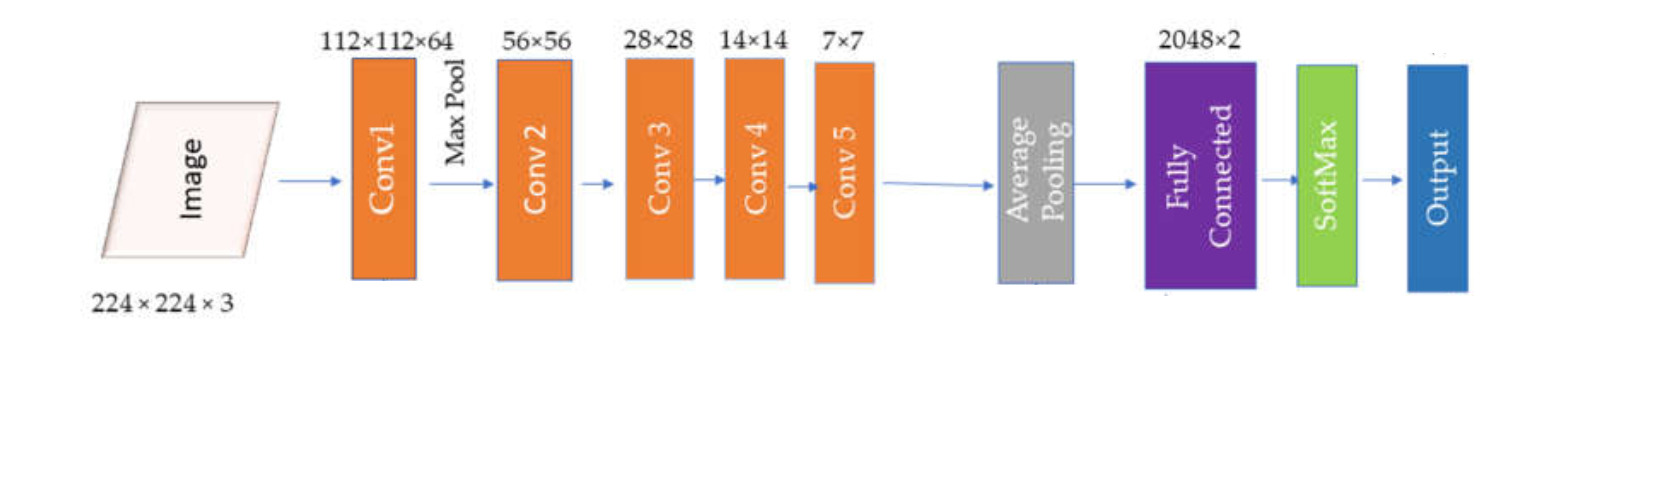 112×112×64
56×56
28×28
14×14
7×7
2048×2
Image
Conv1
Max Pool
Conv 2
Conv 3
Conv 4
Conv 5
Average
Pooling
Fully
Connected
SoftMax
Output
224 × 224 × 3